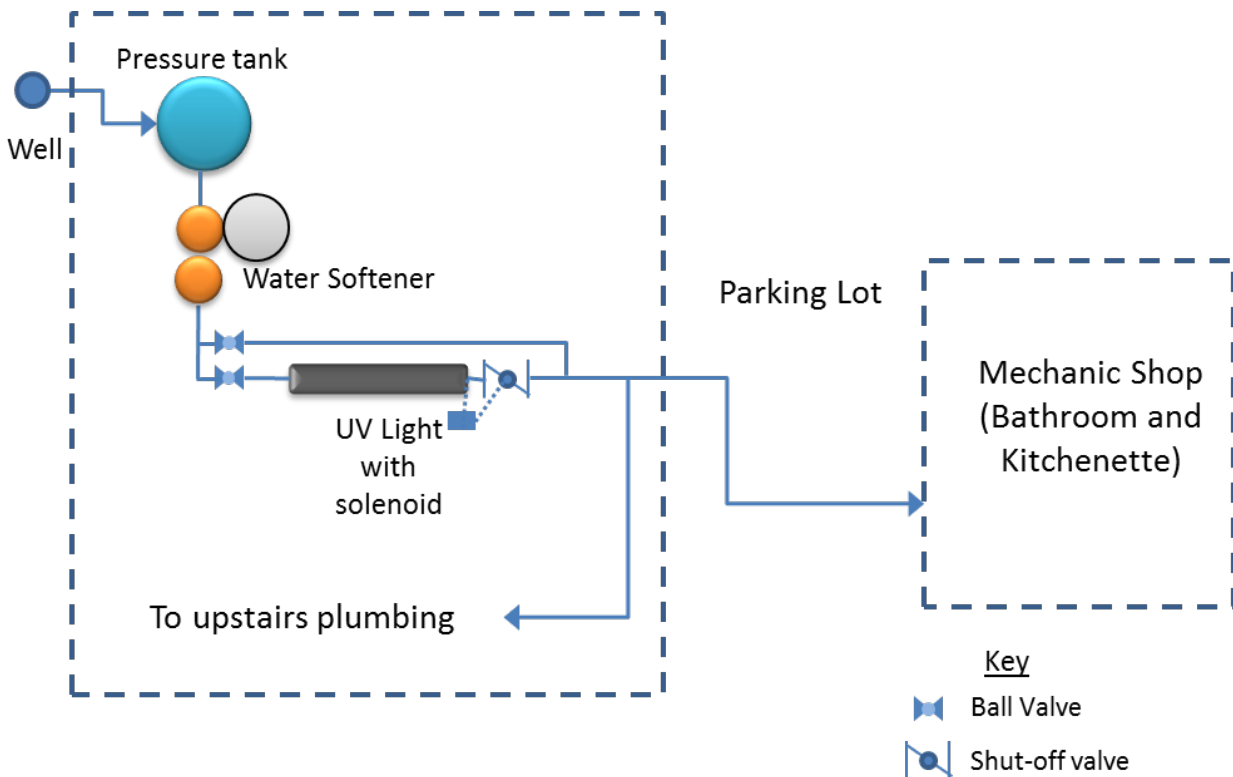 Pressure tank
Well
Water Softener
Parking Lot
Mechanic Shop
(Bathroom and
Kitchenette)
UV Light
with
solenoid
To upstairs plumbing
Key
Ball Valve
Shut-off valve